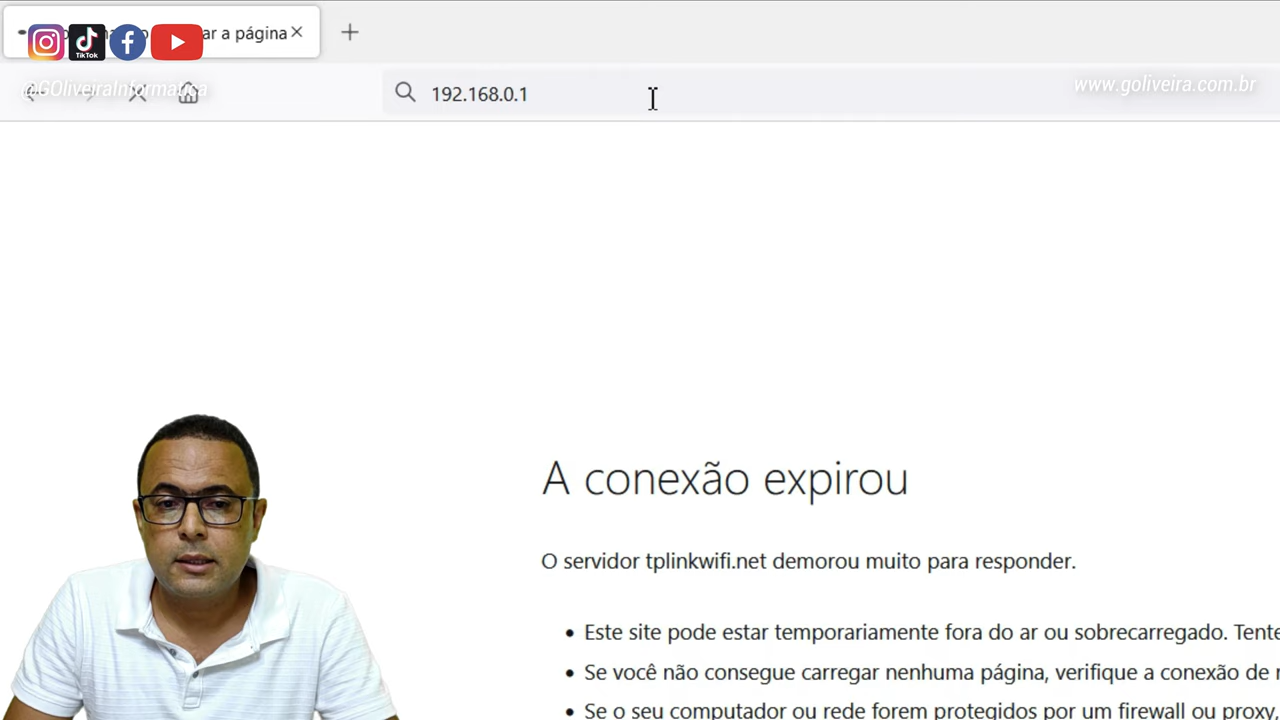 ar a página
TikTok
@GOliveiraInformatica
192.168.0.1
www.goliveira.com.br
A conexão expirou
O servidor tplinkwifi.net demorou muito para responder.
• Este site pode estar temporariamente fora do ar ou sobrecarregado. Tente
• Se você não consegue carregar nenhuma página, verifique a conexão de
• Se o seu computador ou rede forem protegidos por um firewall ou proxy,